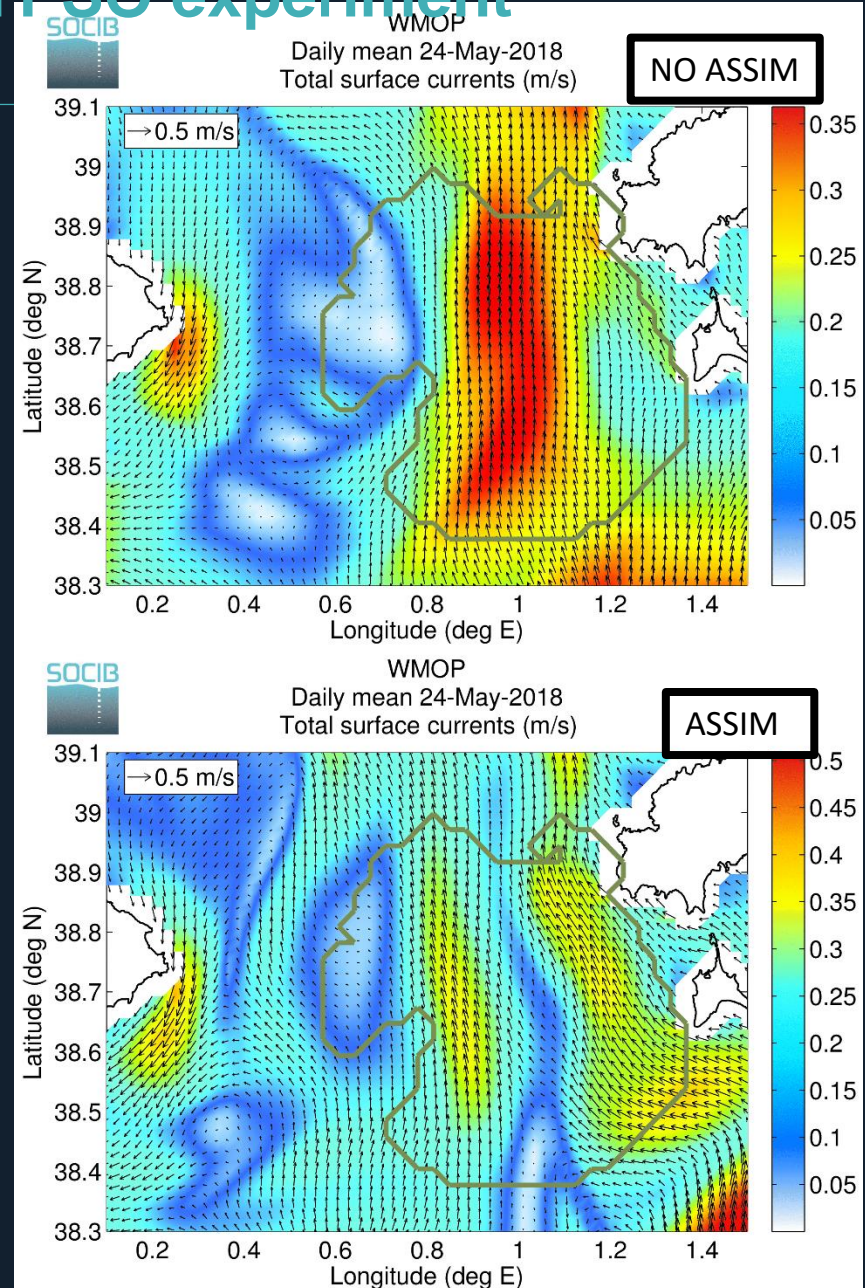 SO experiment
SOCIB
WMOP
Daily mean 24-May-2018
Total surface currents (m/s)
NO ASSIM
→0.5 m/s
39.1
39
38.9
38.8
38.7
38.6
38.5
38.4
38.3
Latitude (deg N)
0.2 0.4 0.6 0.8 1 1.2 1.4
Longitude (deg E)
0.35
0.3
0.25
0.2
0.15
0.1
0.05
SOCIB
WMOP
Daily mean 24-May-2018
Total surface currents (m/s)
ASSIM
→0.5 m/s
39.1
39
38.9
38.8
38.7
38.6
38.5
38.4
38.3
Latitude (deg N)
0.2 0.4 0.6 0.8 1 1.2 1.4
Longitude (deg E)
0.5
0.45
0.4
0.35
0.3
0.25
0.2
0.15
0.1
0.05